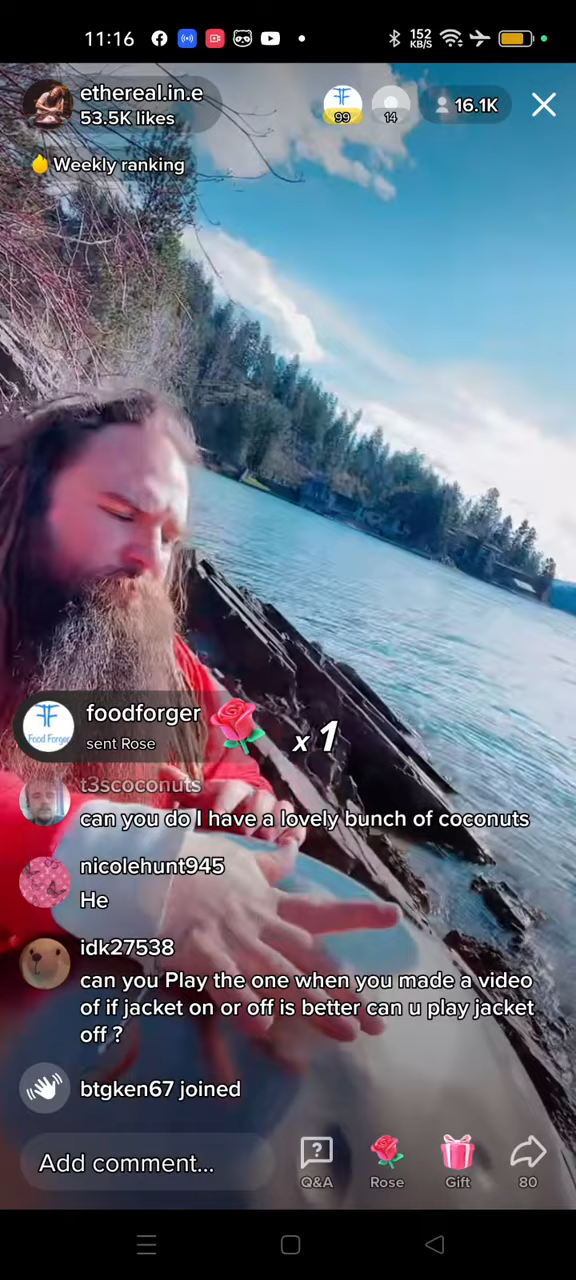 11:16
152
KB/S
ethereal.in.e
53.5K likes
99
14
16.1K
Weekly ranking
foodforger
sent Rose
x 1
Food Forger
t3scoconuts
can you do I have a lovely bunch of coconuts
nicolehunt945
He
idk27538
can you Play the one when you made a video
of if jacket on or off is better can u play jacket
off ?
btgken67 joined
Add comment...
Q&A
Rose
Gift
80